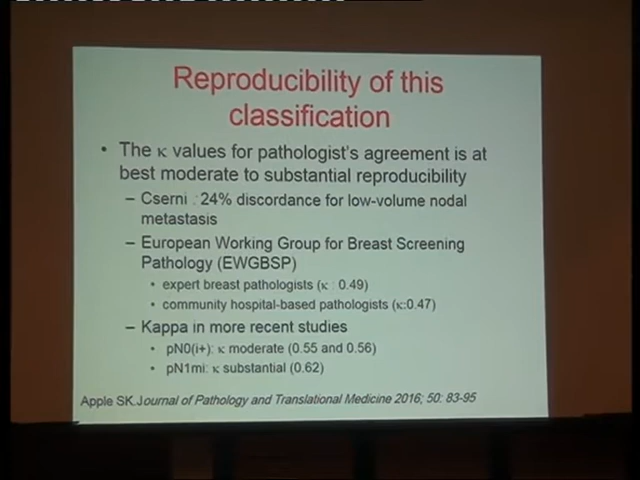 Reproducibility of this
classification
• The κ values for pathologist's agreement is at
best moderate to substantial reproducibility
– Cserni : 24% discordance for low-volume nodal
metastasis
– European Working Group for Breast Screening
Pathology (EWGBSP)
• expert breast pathologists (κ : 0.49)
• community hospital-based pathologists (κ:0.47)
– Kappa in more recent studies
• pN0(i+): κ moderate (0.55 and 0.56)
• pN1mi: κ substantial (0.62)
Apple SK.Journal of Pathology and Translational Medicine 2016; 50: 83-95